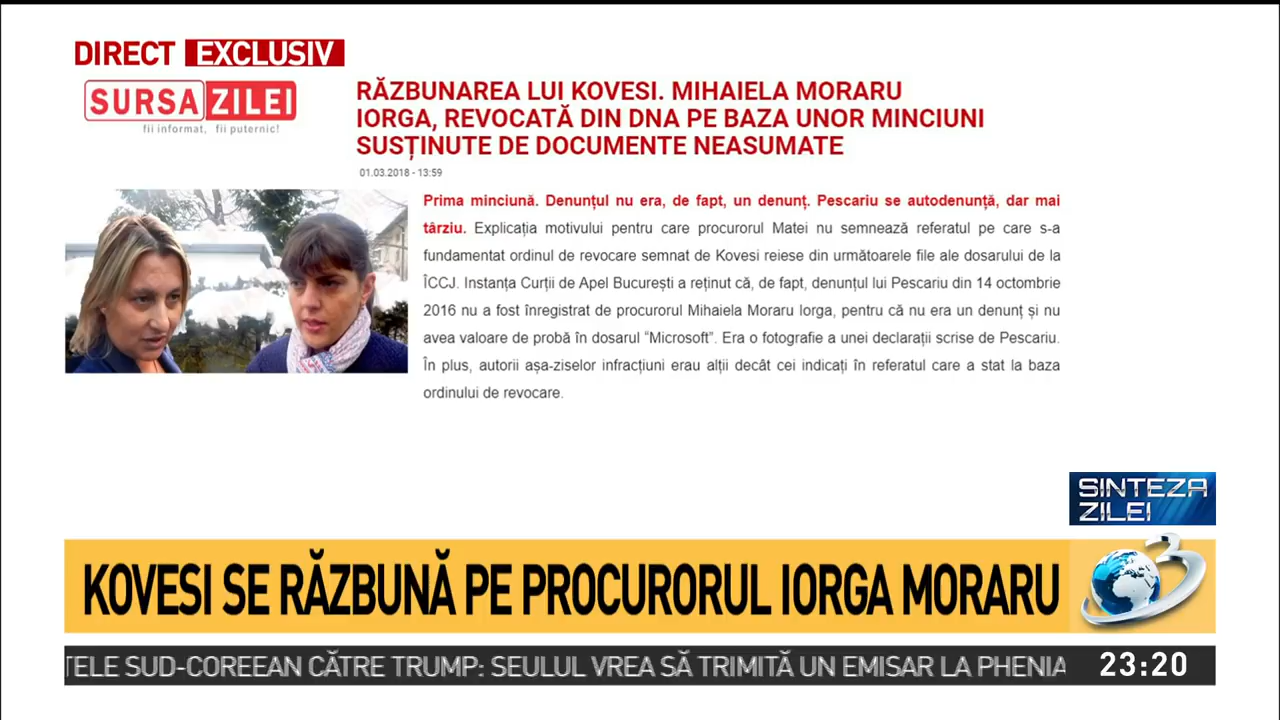 DIRECT EXCLUSIV
SURSA ZILEI
fii informat, fii puternic!
RĂZBUNAREA LUI KOVESI. MIHAIELA MORARU
IORGA, REVOCATĂ DIN DNA PE BAZA UNOR MINCIUNI
SUSȚINUTE DE DOCUMENTE NEASUMATE
01.03.2018 - 13:59
Prima minciună. Denunțul nu era, de fapt, un denunț. Pescariu se autodenunță, dar mai
târziu. Explicația motivului pentru care procurorul Matei nu semnează referatul pe care s-a
fundamentat ordinul de revocare semnat de Kovesi reiese din următoarele file ale dosarului de la
ÎCCJ. Instanța Curții de Apel București a reținut că, de fapt, denunțul lui Pescariu din 14 octombrie
2016 nu a fost înregistrat de procurorul Mihaiela Moraru Iorga, pentru că nu era un denunț și nu
avea valoare de probă în dosarul “Microsoft”. Era o fotografie a unei declarații scrise de Pescariu.
În plus, autorii așa-ziselor infracțiuni erau alții decât cei indicați în referatul care a stat la baza
ordinului de revocare.
SINTEZA
ZILEI
KOVESI SE RĂZBUNĂ PE PROCURORUL IORGA MORARU
3
TELE SUD-COREEAN CĂTRE TRUMP: SEULUL VREA SĂ TRIMITĂ UN EMISAR LA PHENIA
23:20